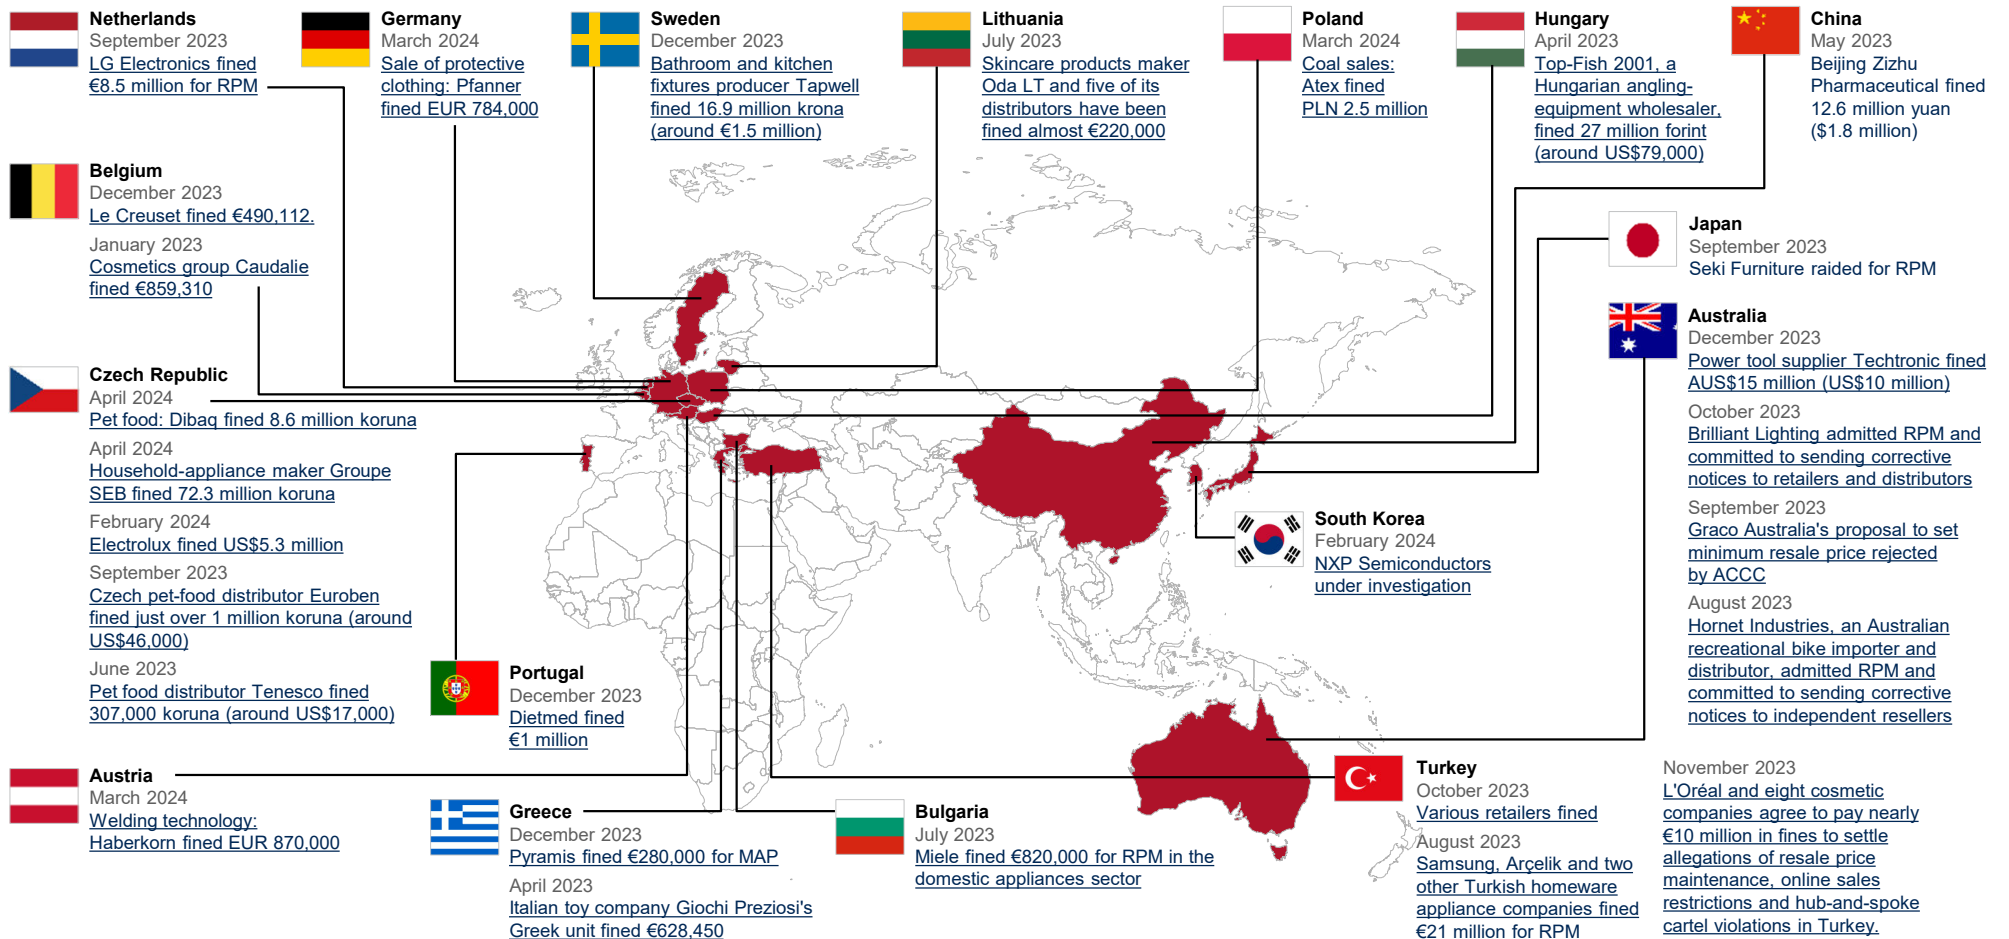 Netherlands
September 2023
LG Electronics fined
€8.5 million for RPM
Germany
March 2024
Sale of protective
clothing: Pfanner
fined EUR 784,000
Sweden
December 2023
Bathroom and kitchen
fixtures producer Tapwell
fined 16.9 million krona
(around €1.5 million)
Lithuania
July 2023
Skincare products maker
Oda LT and five of its
distributors have been
fined almost €220,000
Poland
March 2024
Coal sales:
Atex fined
PLN 2.5 million
Hungary
April 2023
Top-Fish 2001, a
Hungarian angling-
equipment wholesaler,
fined 27 million forint
(around US$79,000)
China
May 2023
Beijing Zizhu
Pharmaceutical fined
12.6 million yuan
($1.8 million)
Belgium
December 2023
Le Creuset fined €490,112.
January 2023
Cosmetics group Caudalie
fined €859,310
Japan
September 2023
Seki Furniture raided for RPM
Australia
December 2023
Power tool supplier Techtronic fined
AUS$15 million (US$10 million)
October 2023
Brilliant Lighting admitted RPM and
committed to sending corrective
notices to retailers and distributors
September 2023
Graco Australia's proposal to set
minimum resale price rejected
by ACCC
August 2023
Hornet Industries, an Australian
recreational bike importer and
distributor, admitted RPM and
committed to sending corrective
notices to independent resellers
Czech Republic
April 2024
Pet food: Dibaq fined 8.6 million koruna
April 2024
Household-appliance maker Groupe
SEB fined 72.3 million koruna
February 2024
Electrolux fined US$5.3 million
September 2023
Czech pet-food distributor Euroben
fined just over 1 million koruna (around
US$46,000)
June 2023
Pet food distributor Tenesco fined
307,000 koruna (around US$17,000)
South Korea
February 2024
NXP Semiconductors
under investigation
Portugal
December 2023
Dietmed fined
€1 million
Austria
March 2024
Welding technology:
Haberkorn fined EUR 870,000
Greece
December 2023
Pyramis fined €280,000 for MAP
April 2023
Italian toy company Giochi Preziosi's
Greek unit fined €628,450
Bulgaria
July 2023
Miele fined €820,000 for RPM in the
domestic appliances sector
Turkey
October 2023
Various retailers fined
August 2023
Samsung, Arçelik and two
other Turkish homeware
appliance companies fined
€21 million for RPM
November 2023
L'Oréal and eight cosmetic
companies agree to pay nearly
€10 million in fines to settle
allegations of resale price
maintenance, online sales
restrictions and hub-and-spoke
cartel violations in Turkey.